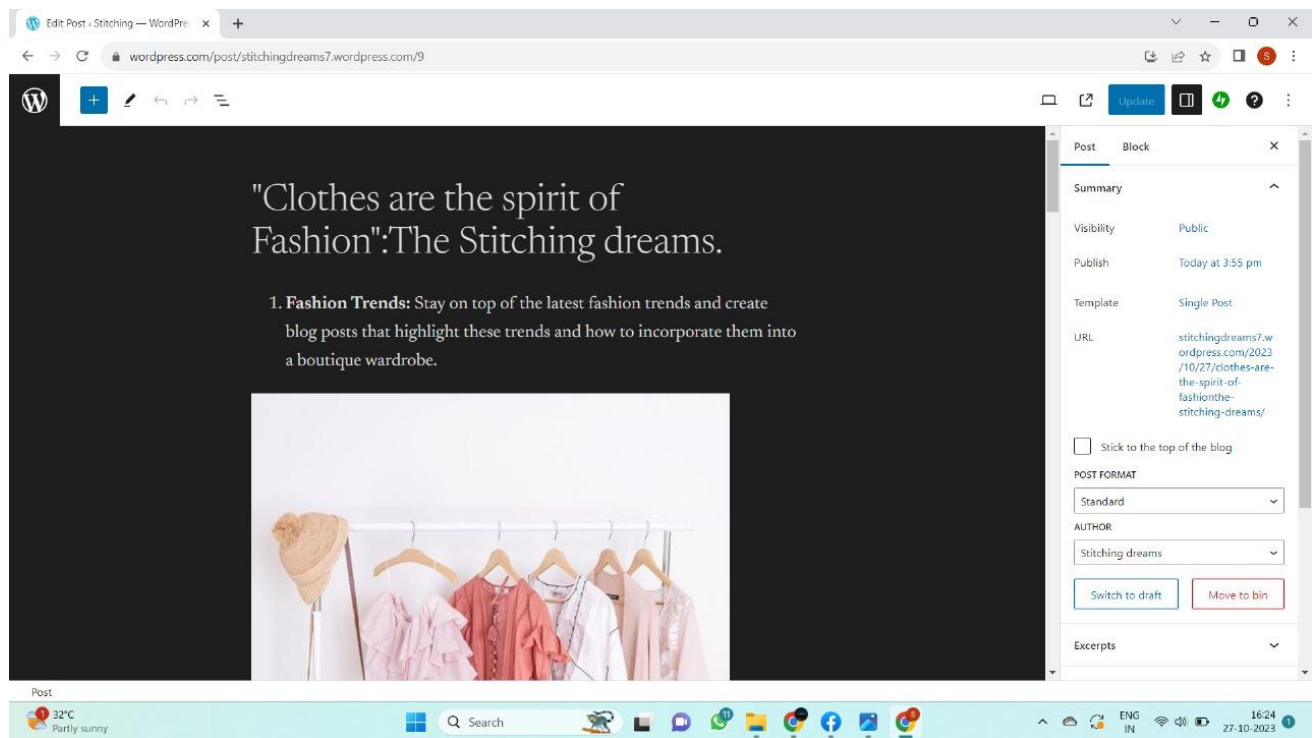 Edit Post ‹ Stitching — WordPre
wordpress.com/post/stitchingdreams7.wordpress.com/9
S
Update
Post Block
"Clothes are the spirit of
Fashion":The Stitching dreams.
1. Fashion Trends: Stay on top of the latest fashion trends and create
blog posts that highlight these trends and how to incorporate them into
a boutique wardrobe.
Summary
Visibility Public
Publish Today at 3:55 pm
Template Single Post
URL stitchingdreams7.w
ordpress.com/2023
/10/27/clothes-are-
the-spirit-of-
fashionthe-
stitching-dreams/
Stick to the top of the blog
POST FORMAT
Standard
AUTHOR
Stitching dreams
Switch to draft Move to bin
Excerpts
Post
1 32°C
Partly sunny
Search
11
ENG
IN
16:24
27-10-2023
1